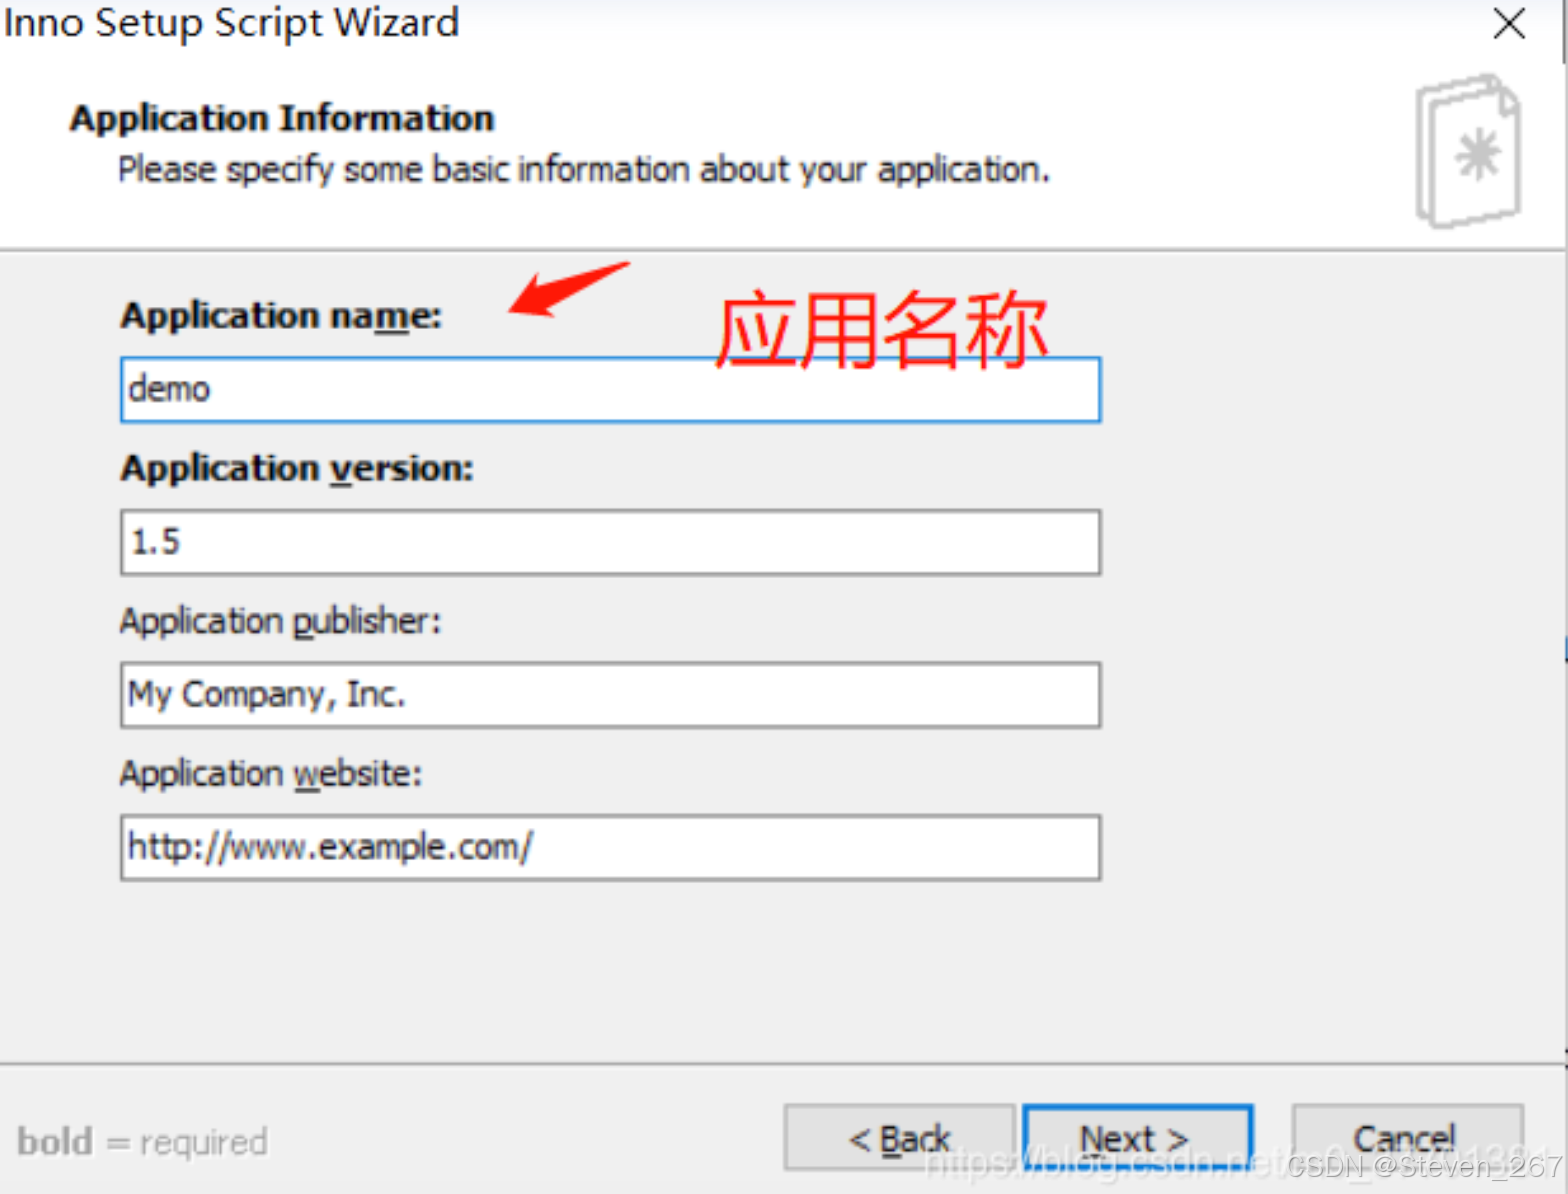 Inno Setup Script Wizard
Application Information
Please specify some basic information about your application.
Application name:
应用名称
demo
Application version:
1.5
Application publisher:
My Company, Inc.
Application website:
http://www.example.com/
bold = required
< Back
Next >
Cancel
https://blog.csdn.net/
CSDN @Steven_267